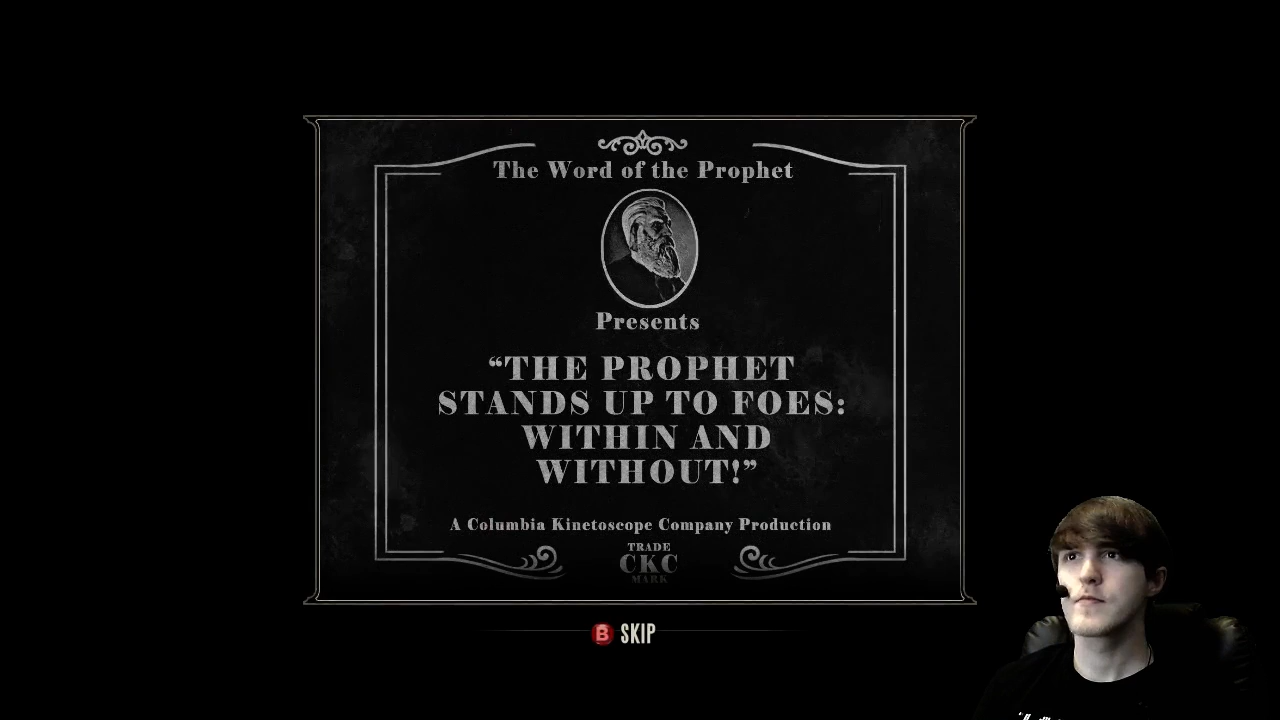 The Word of the Prophet
Presents
“THE PROPHET
STANDS UP TO FOES:
WITHIN AND
WITHOUT!”
A Columbia Kinetoscope Company Production
TRADE
CKC
MARK
B SKIP